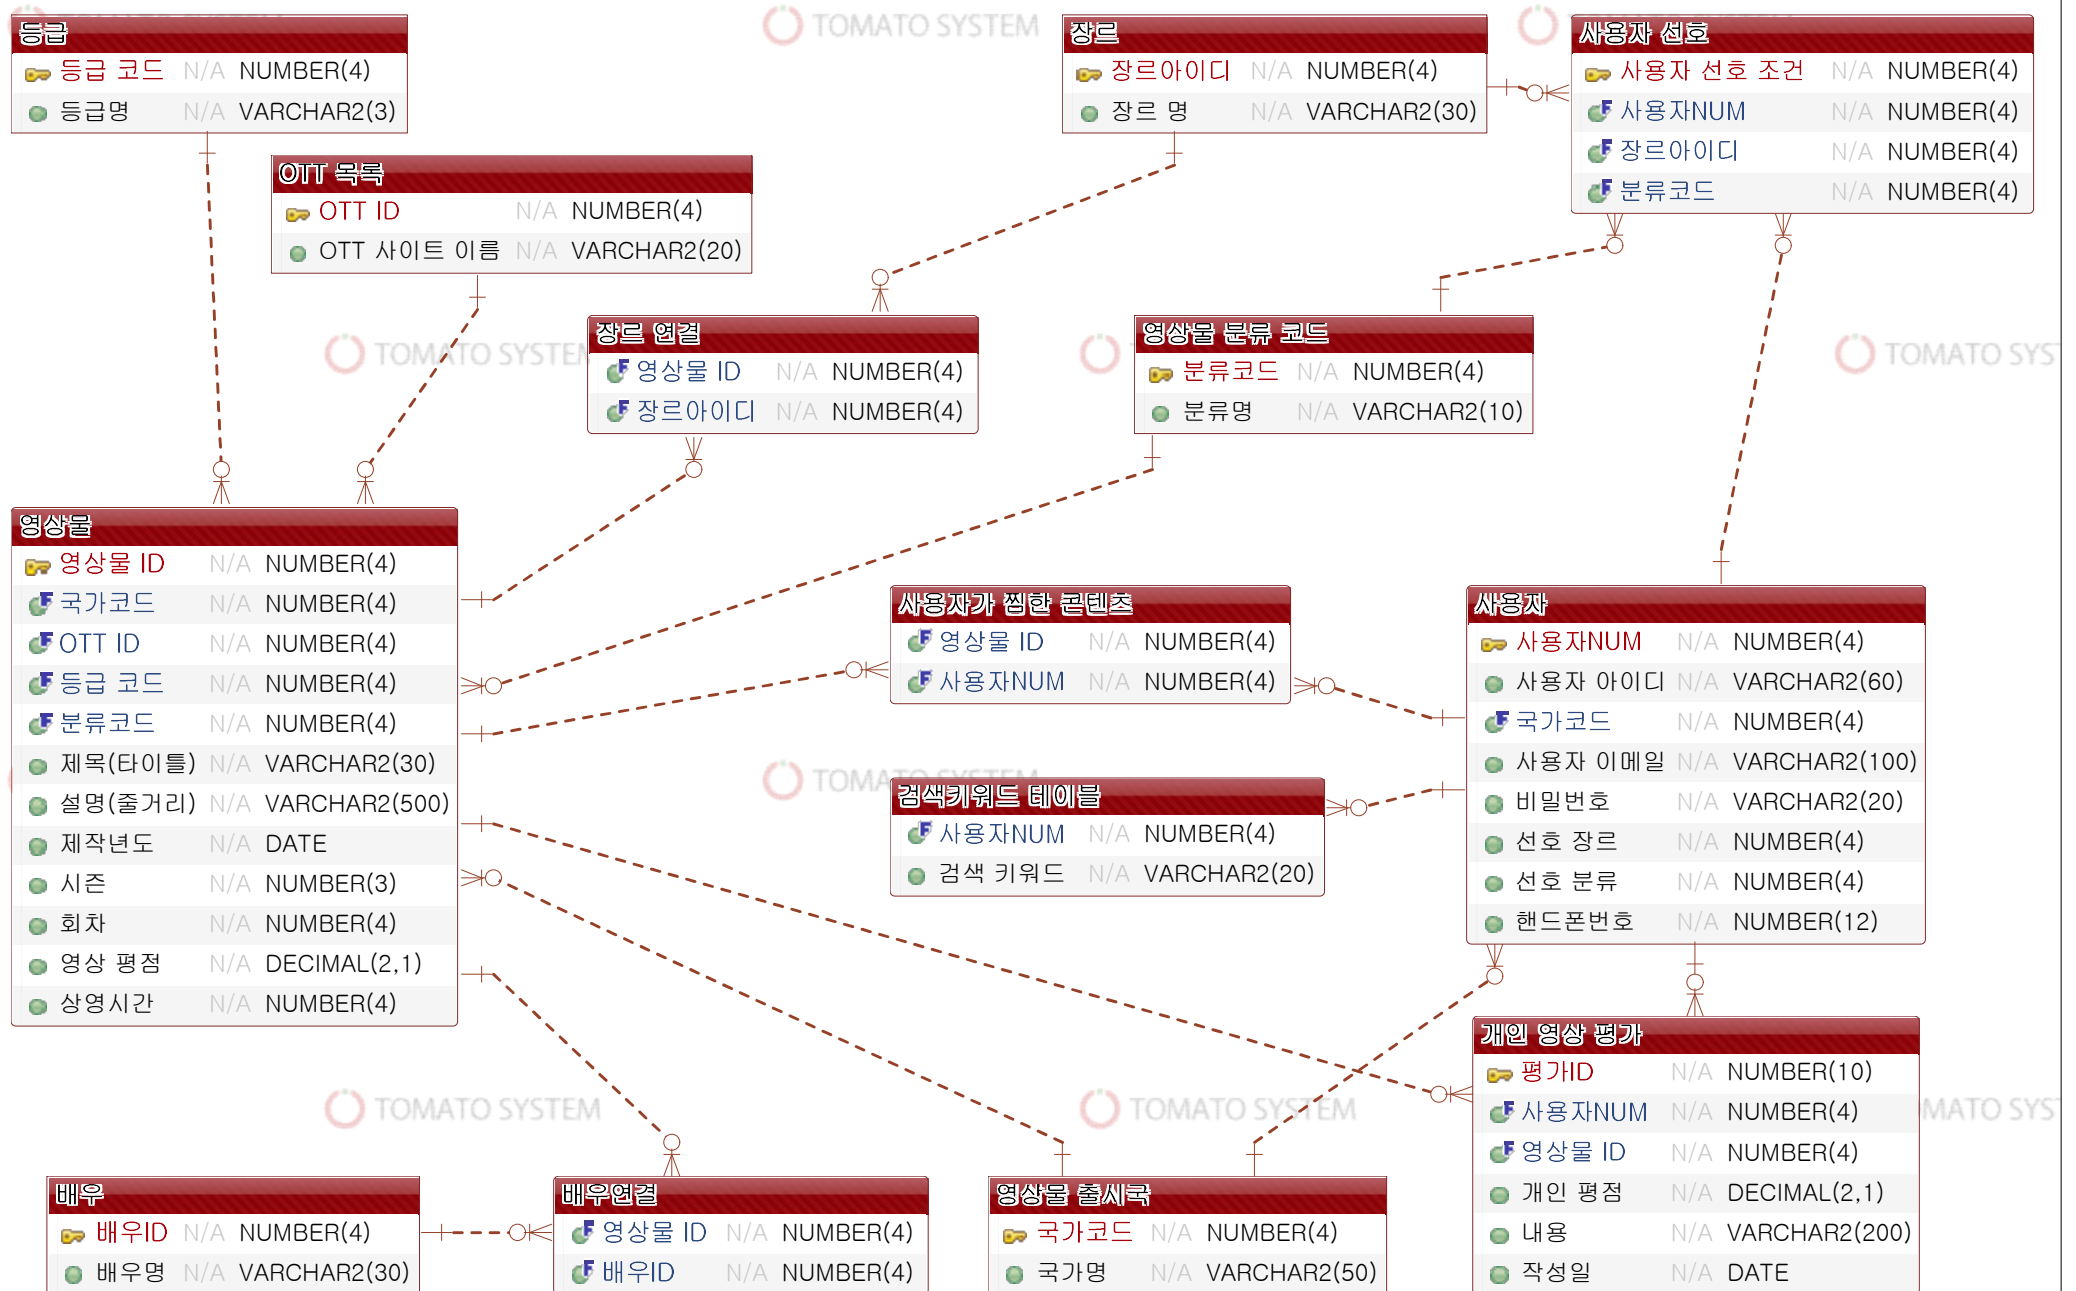 등급
등급 코드 N/A NUMBER(4)
등급명 N/A VARCHAR2(3)
TOMATO SYSTEM
장르
장르아이디 N/A NUMBER(4)
장르 명 N/A VARCHAR2(30)
사용자 선호
사용자 선호 조건 N/A NUMBER(4)
사용자NUM N/A NUMBER(4)
장르아이디 N/A NUMBER(4)
분류코드 N/A NUMBER(4)
OTT 목록
OTT ID N/A NUMBER(4)
OTT 사이트 이름 N/A VARCHAR2(20)
TOMATO SYSTEM
장르 연결
영상물 ID N/A NUMBER(4)
장르아이디 N/A NUMBER(4)
영상물 분류 코드
분류코드 N/A NUMBER(4)
분류명 N/A VARCHAR2(10)
TOMATO SYS
영상물
영상물 ID N/A NUMBER(4)
국가코드 N/A NUMBER(4)
OTT ID N/A NUMBER(4)
등급 코드 N/A NUMBER(4)
분류코드 N/A NUMBER(4)
제목(타이틀) N/A VARCHAR2(30)
설명(줄거리) N/A VARCHAR2(500)
제작년도 N/A DATE
시즌 N/A NUMBER(3)
회차 N/A NUMBER(4)
영상 평점 N/A DECIMAL(2,1)
상영시간 N/A NUMBER(4)
사용자가 찜한 콘텐츠
영상물 ID N/A NUMBER(4)
사용자NUM N/A NUMBER(4)
TOMATO SYSTEM
검색키워드 테이블
사용자NUM N/A NUMBER(4)
검색 키워드 N/A VARCHAR2(20)
사용자
사용자NUM N/A NUMBER(4)
사용자 아이디 N/A VARCHAR2(60)
국가코드 N/A NUMBER(4)
사용자 이메일 N/A VARCHAR2(100)
비밀번호 N/A VARCHAR2(20)
선호 장르 N/A NUMBER(4)
선호 분류 N/A NUMBER(4)
핸드폰번호 N/A NUMBER(12)
개인 영상 평가
평가ID N/A NUMBER(10)
사용자NUM N/A NUMBER(4)
영상물 ID N/A NUMBER(4)
개인 평점 N/A DECIMAL(2,1)
내용 N/A VARCHAR2(200)
작성일 N/A DATE
TOMATO SYSTEM
TOMATO SYSTEM
MATO SYS
배우
배우ID N/A NUMBER(4)
배우명 N/A VARCHAR2(30)
배우연결
영상물 ID N/A NUMBER(4)
배우ID N/A NUMBER(4)
영상물 출시국
국가코드 N/A NUMBER(4)
국가명 N/A VARCHAR2(50)